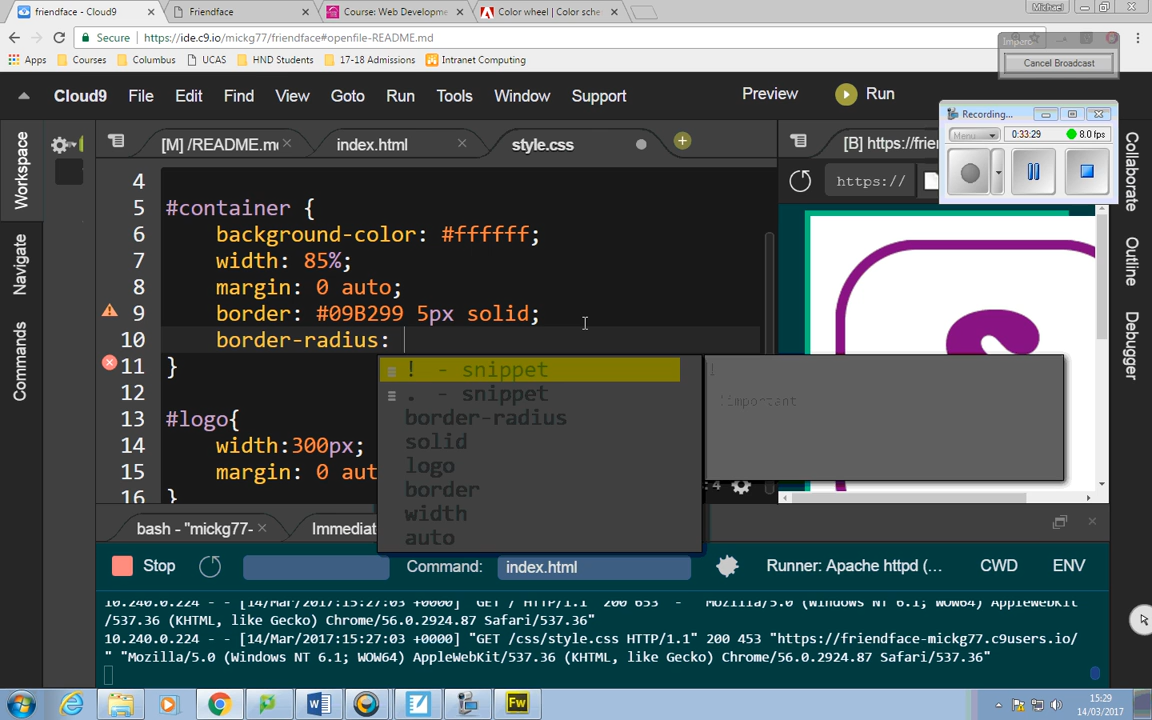 friendface - Cloud9
Friendface
Course: Web Developme
Color wheel | Color sche
Michael
Secure
https://ide.c9.io/mickg77/friendface#openfile-README.md
Impero
Cancel Broadcast
Apps
Courses
Columbus
UCAS
HND Students
17-18 Admissions
Intranet Computing
Cloud9
File
Edit
Find
View
Goto
Run
Tools
Window
Support
Preview
Run
Recording...
Menu
0:33:29
8.0 fps
Workspace
Navigate
Commands
[M] /README.m
index.html
style.css
[B] https://frien
https://
Collaborate
Outline
Debugger
4
5 #container {
6 background-color: #ffffff;
7 width: 85%;
8 margin: 0 auto;
9 border: #09B299 5px solid;
10 border-radius:
11 }
12
13 #logo{
14 width:300px;
15 margin: 0 aut
16 }
! - snippet
. - snippet
border-radius
solid
logo
border
width
auto
!important
: 4
bash - "mickg77-
Immediat
Stop
Command:
index.html
Runner: Apache httpd (...
CWD
ENV
10.240.0.224 - - [14/Mar/2017:15:27:03 +0000] "GET / HTTP/1.1" 200 653 "-" "Mozilla/5.0 (Windows NT 6.1; WOW64) AppleWebKit
/537.36 (KHTML, like Gecko) Chrome/56.0.2924.87 Safari/537.36"
10.240.0.224 - - [14/Mar/2017:15:27:03 +0000] "GET /css/style.css HTTP/1.1" 200 453 "https://friendface-mickg77.c9users.io/
" "Mozilla/5.0 (Windows NT 6.1; WOW64) AppleWebKit/537.36 (KHTML, like Gecko) Chrome/56.0.2924.87 Safari/537.36"
Fw
15:29
14/03/2017